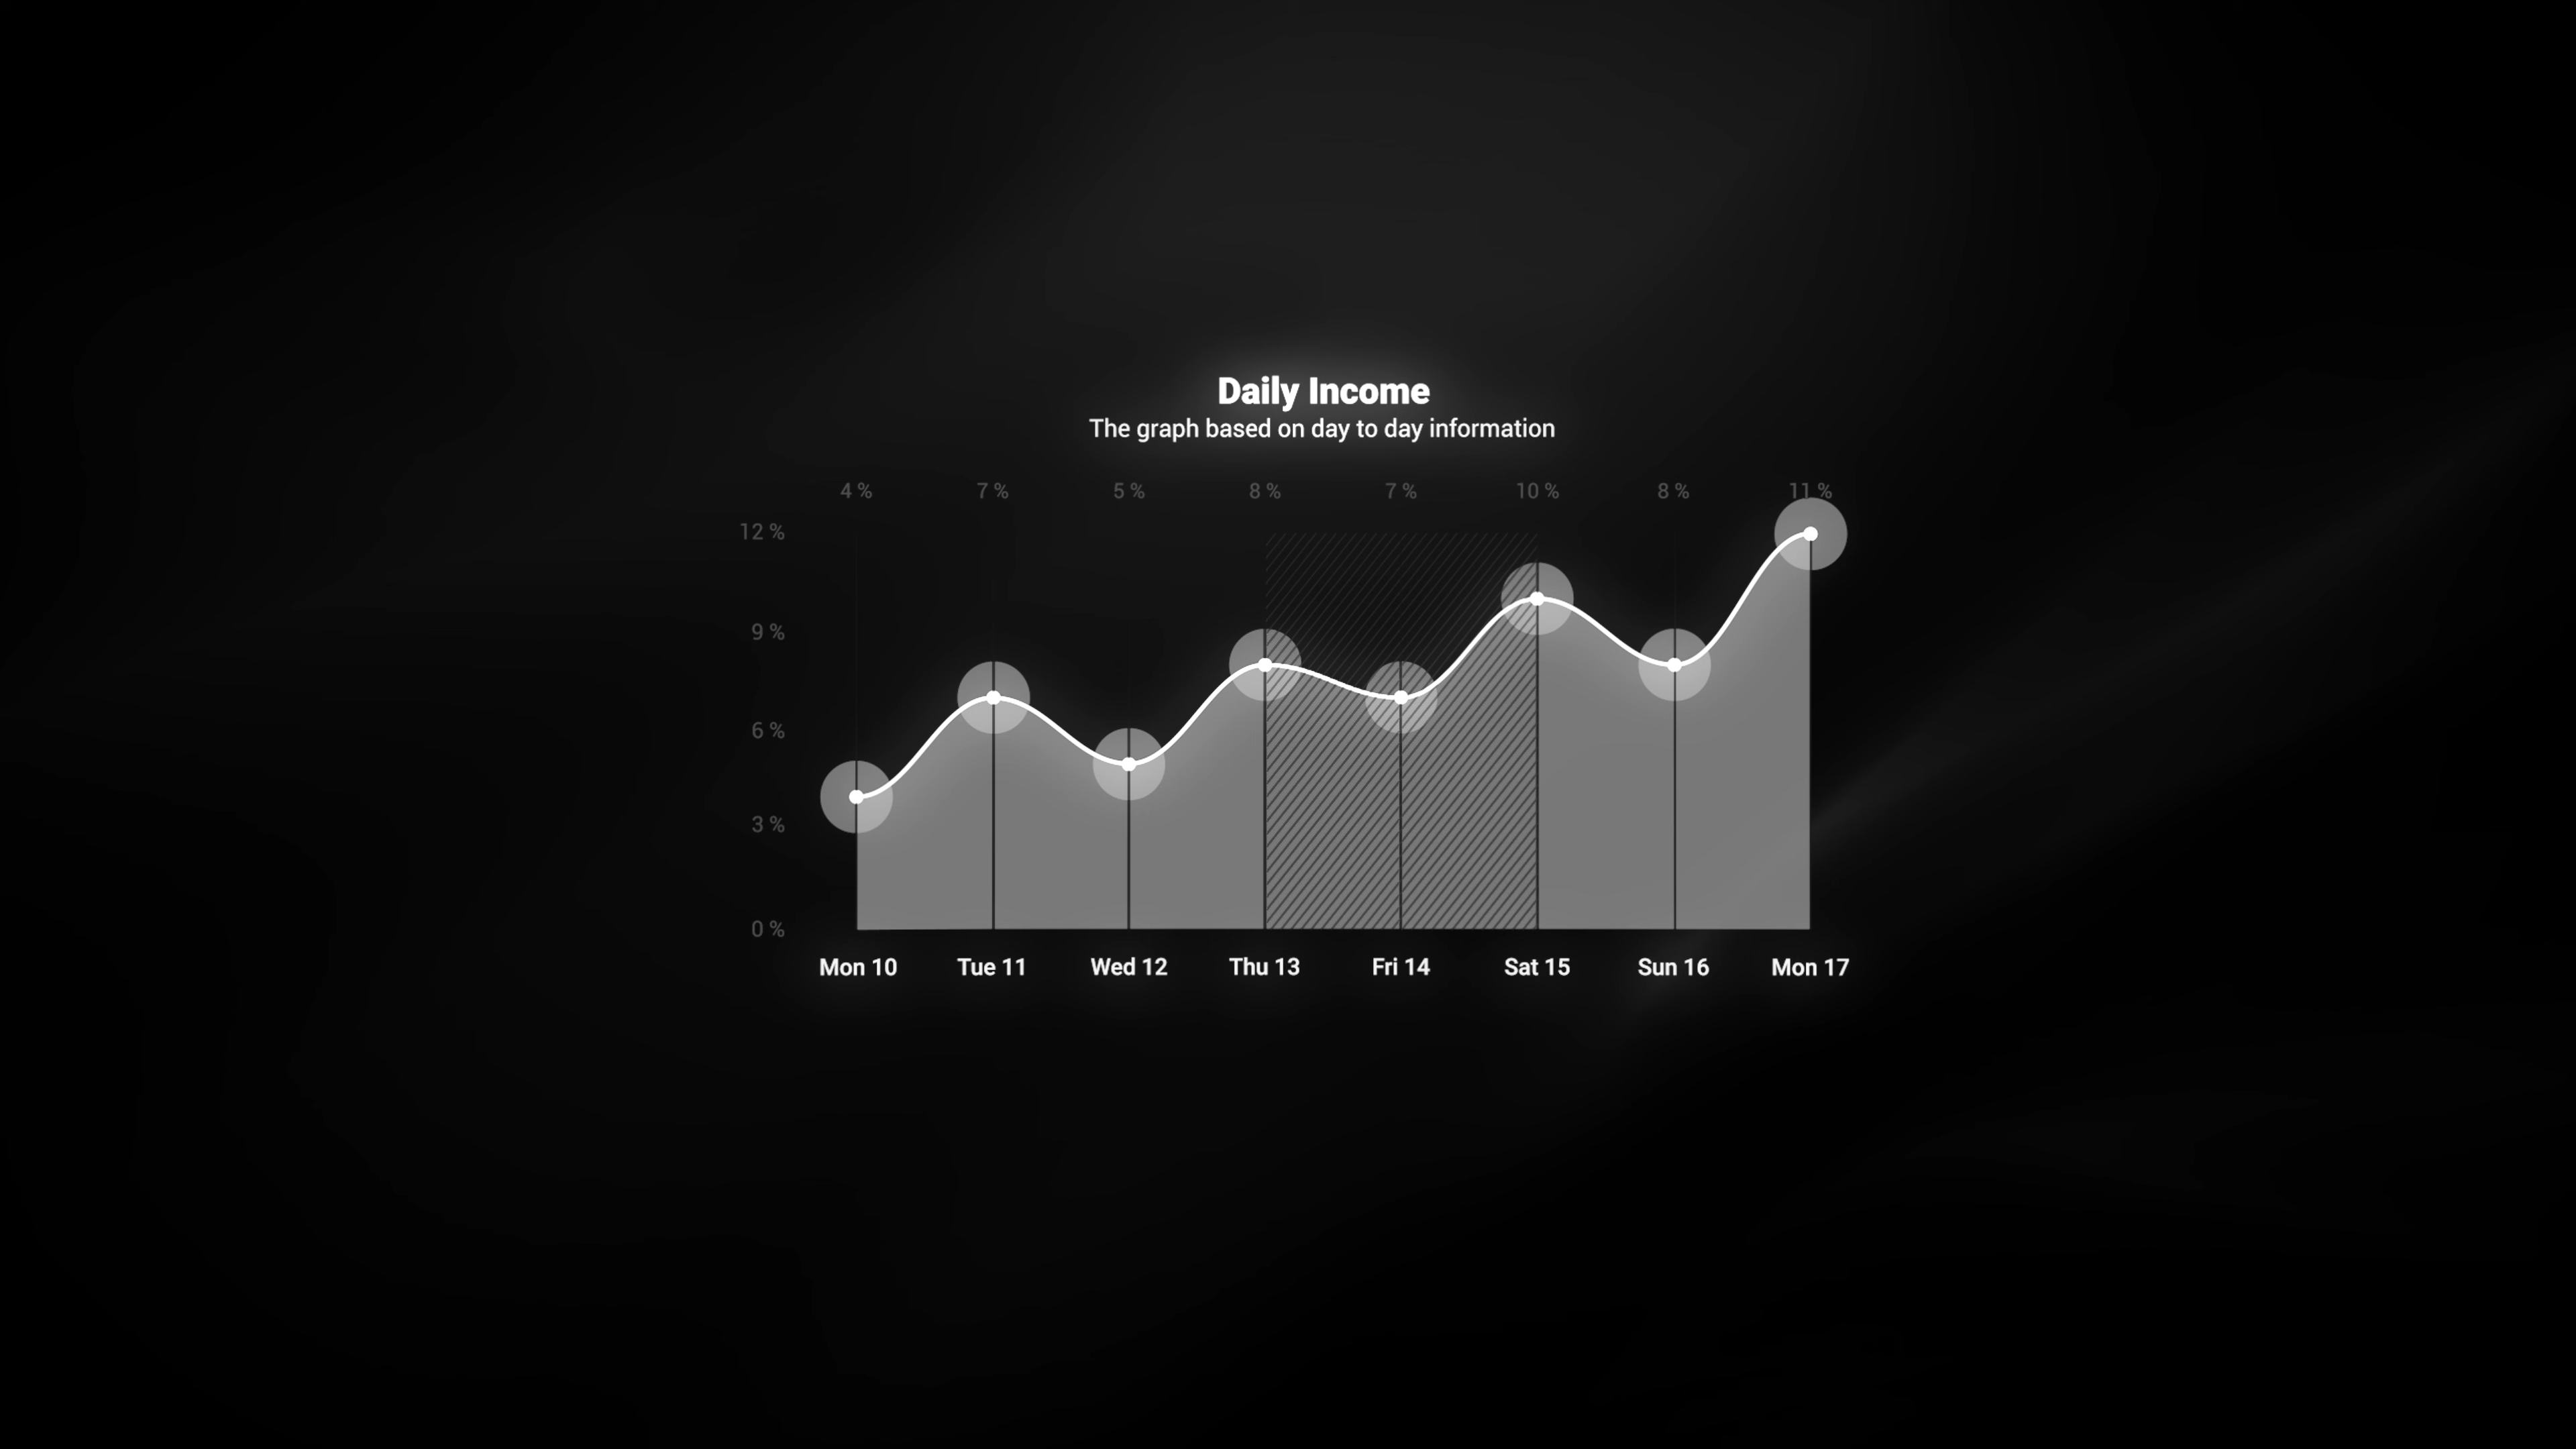 Daily Income
The graph based on day to day information
4 % 7 % 5 % 8 % 7 % 10 % 8 % 11 %
12 %
9 %
6 %
3 %
0 %
Mon 10 Tue 11 Wed 12 Thu 13 Fri 14 Sat 15 Sun 16 Mon 17